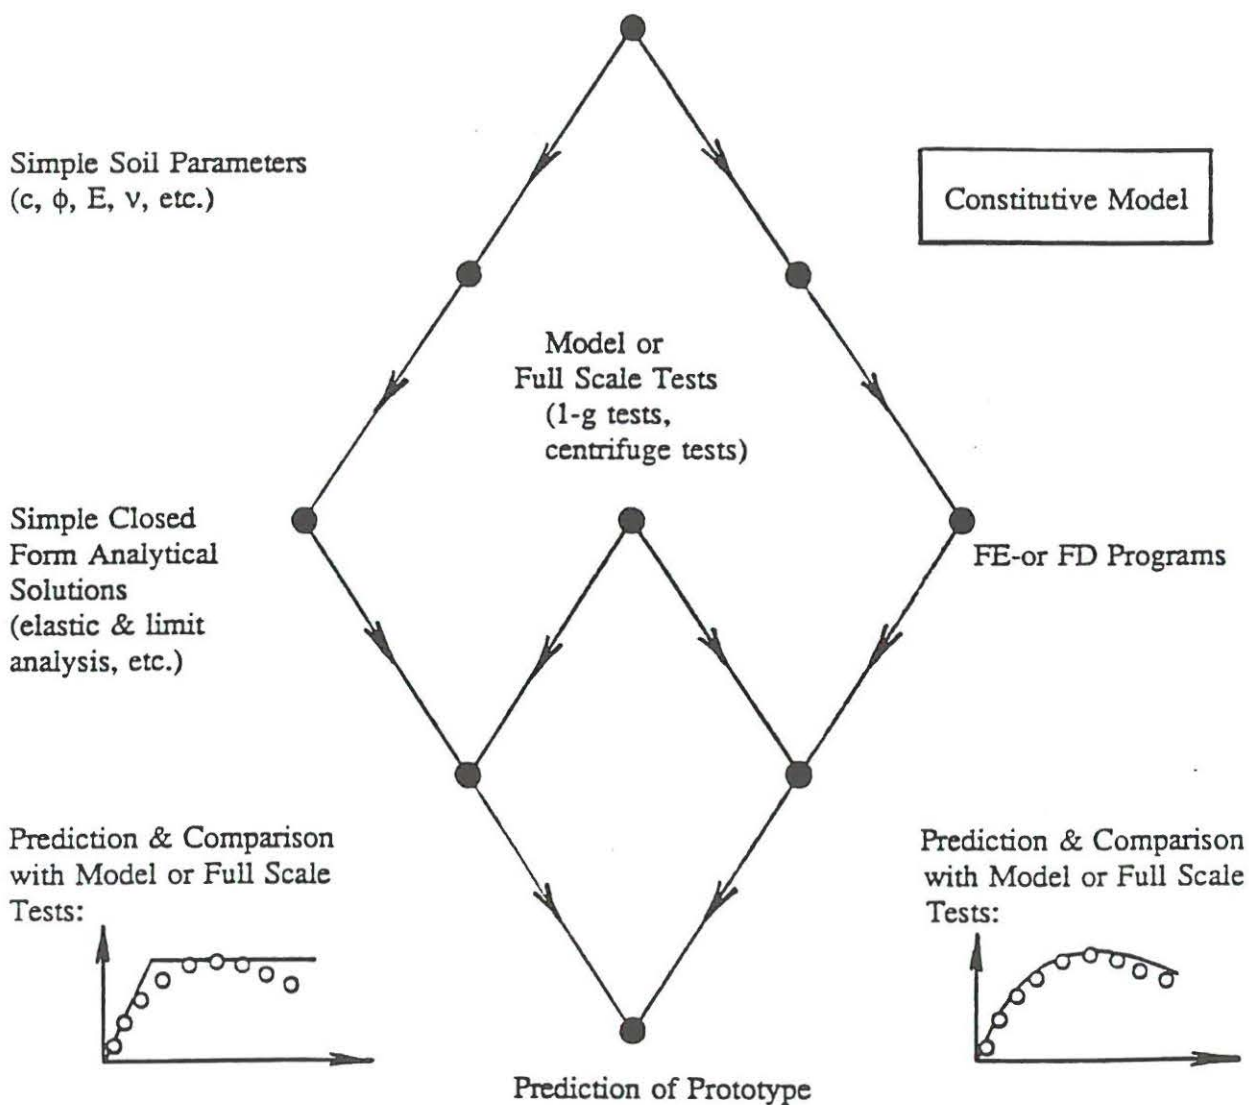 Simple Soil Parameters
(c, ϕ, E, ν, etc.)
Constitutive Model
Model or
Full Scale Tests
(1-g tests,
centrifuge tests)
Simple Closed
Form Analytical
Solutions
(elastic & limit
analysis, etc.)
FE-or FD Programs
Prediction & Comparison
with Model or Full Scale
Tests:
Prediction & Comparison
with Model or Full Scale
Tests:
Prediction of Prototype